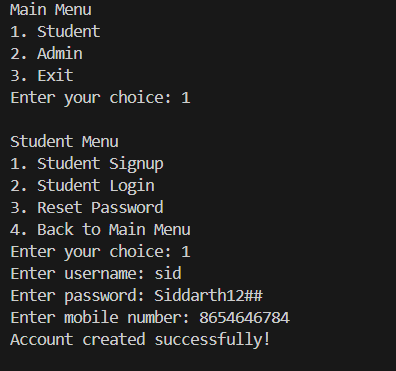 Main Menu
1. Student
2. Admin
3. Exit
Enter your choice: 1
Student Menu
1. Student Signup
2. Student Login
3. Reset Password
4. Back to Main Menu
Enter your choice: 1
Enter username: sid
Enter password: Siddarth12##
Enter mobile number: 8654646784
Account created successfully!